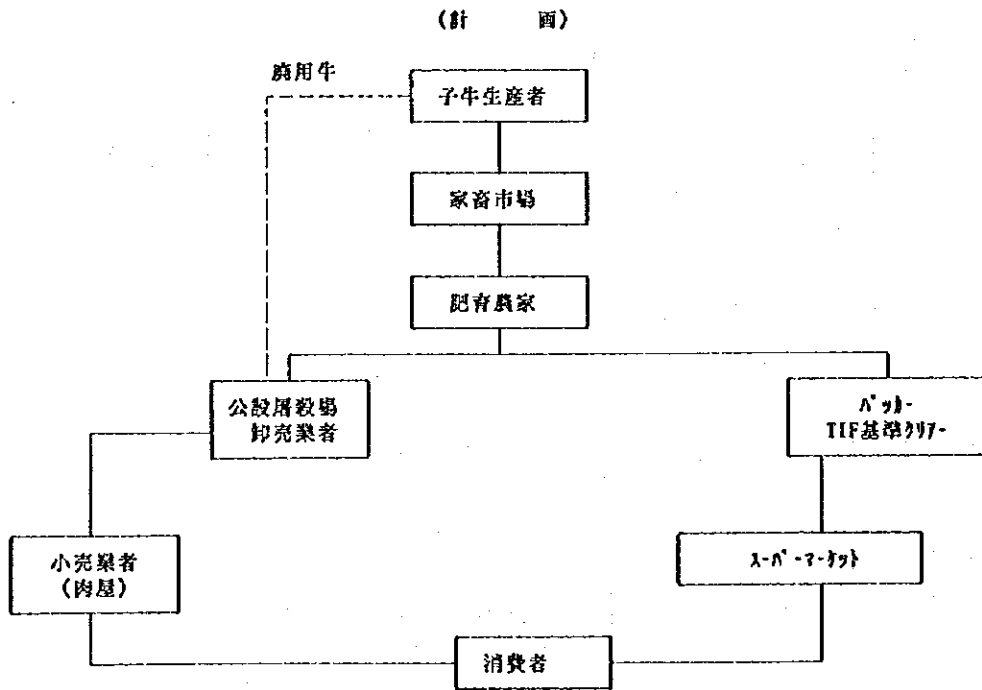 (計 画)
廃用牛
子牛生産者
家畜市場
肥育農家
公設屠殺場
卸売業者
パッカー
TIF基準クリアー
小売業者
(肉屋)
スーパーマーケット
消費者